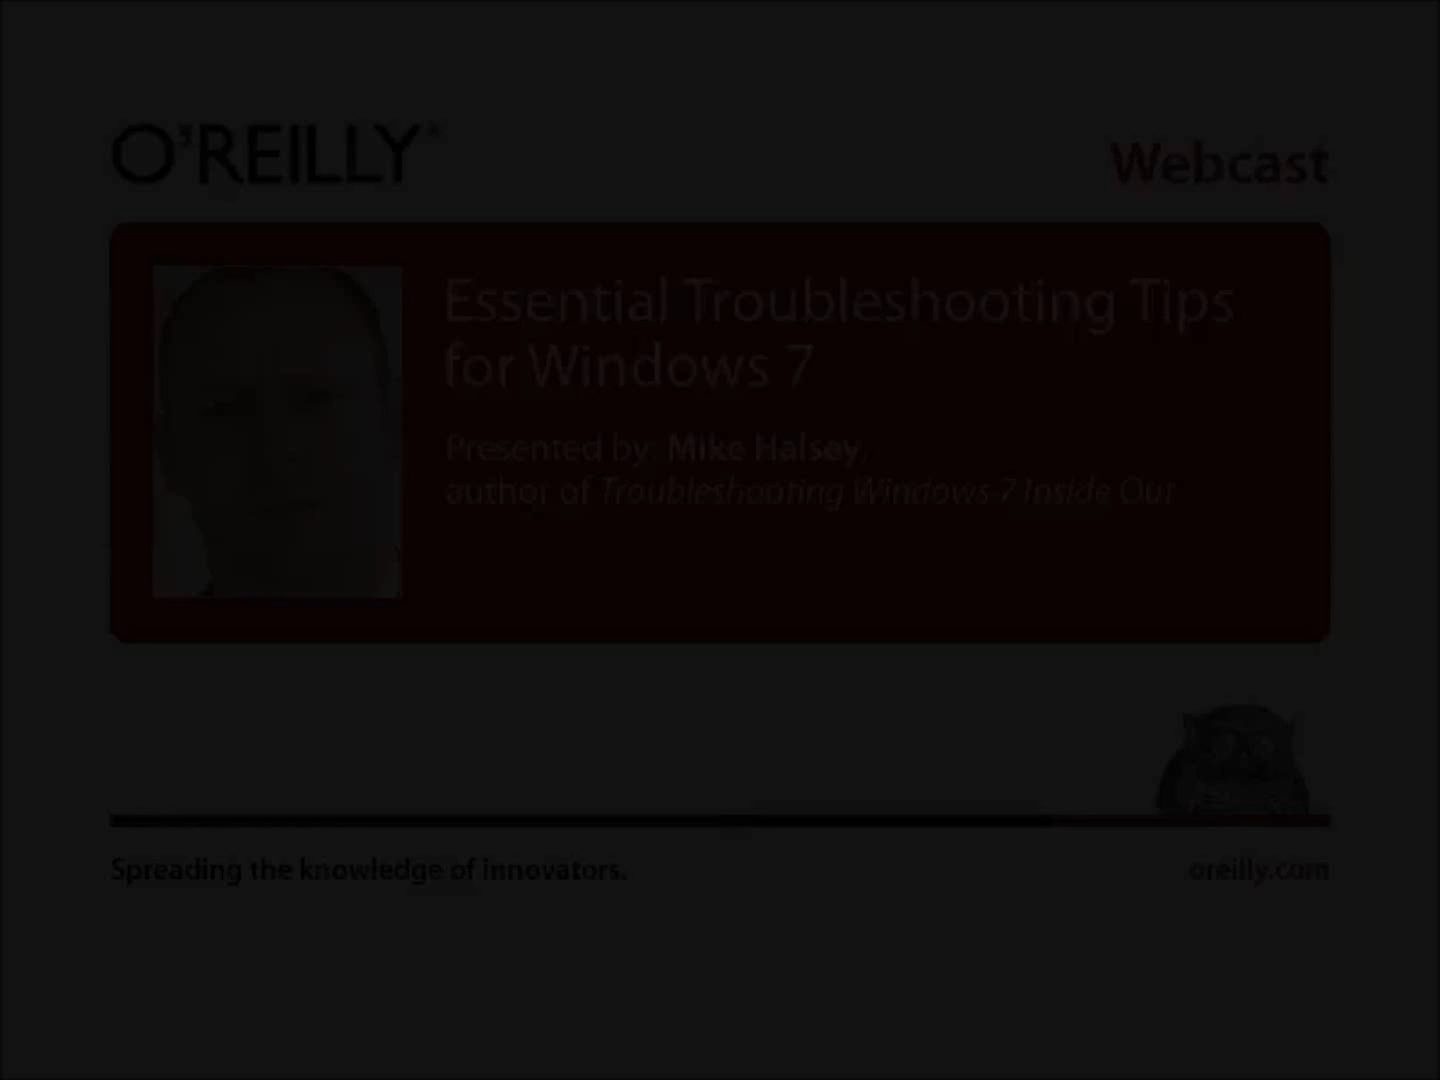 O'REILLY®
Webcast
Essential Troubleshooting Tips
for Windows 7
Presented by: Mike Halsey,
author of Troubleshooting Windows 7 Inside Out
Spreading the knowledge of innovators.
oreilly.com